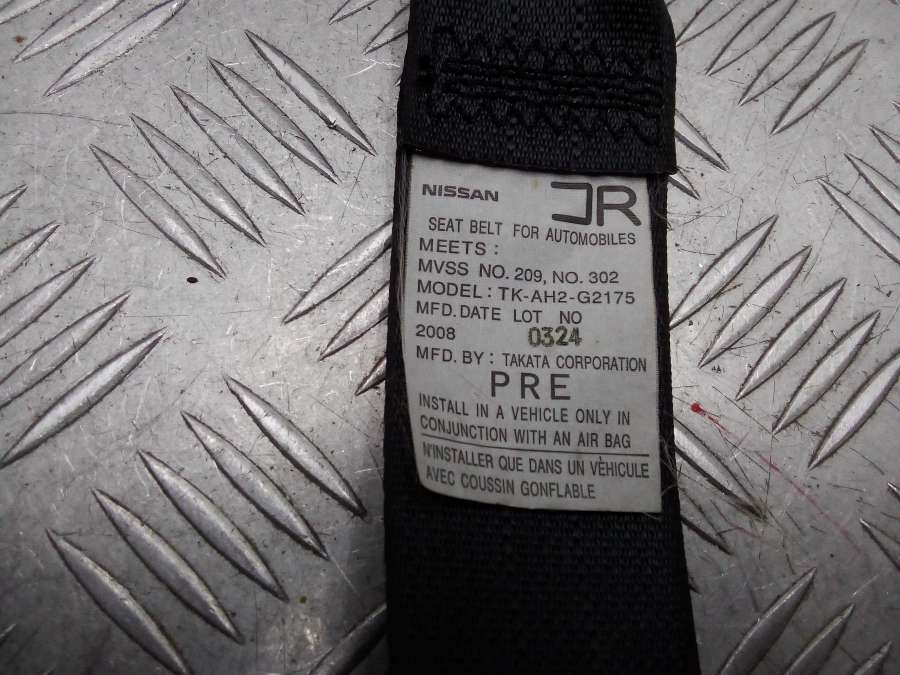 NISSAN JR
SEAT BELT FOR AUTOMOBILES
MEETS :
MVSS NO. 209, NO. 302
MODEL : TK-AH2-G2175
MFD. DATE LOT NO
2008 0324
MFD. BY : TAKATA CORPORATION
PRE
INSTALL IN A VEHICLE ONLY IN
CONJUNCTION WITH AN AIR BAG
N'INSTALLER QUE DANS UN VÈHICULE
AVEC COUSSIN GONFLABLE